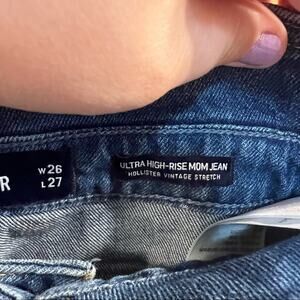 R
W26
L27
ULTRA HIGH-RISE MOM JEAN
HOLLISTER VINTAGE STRETCH